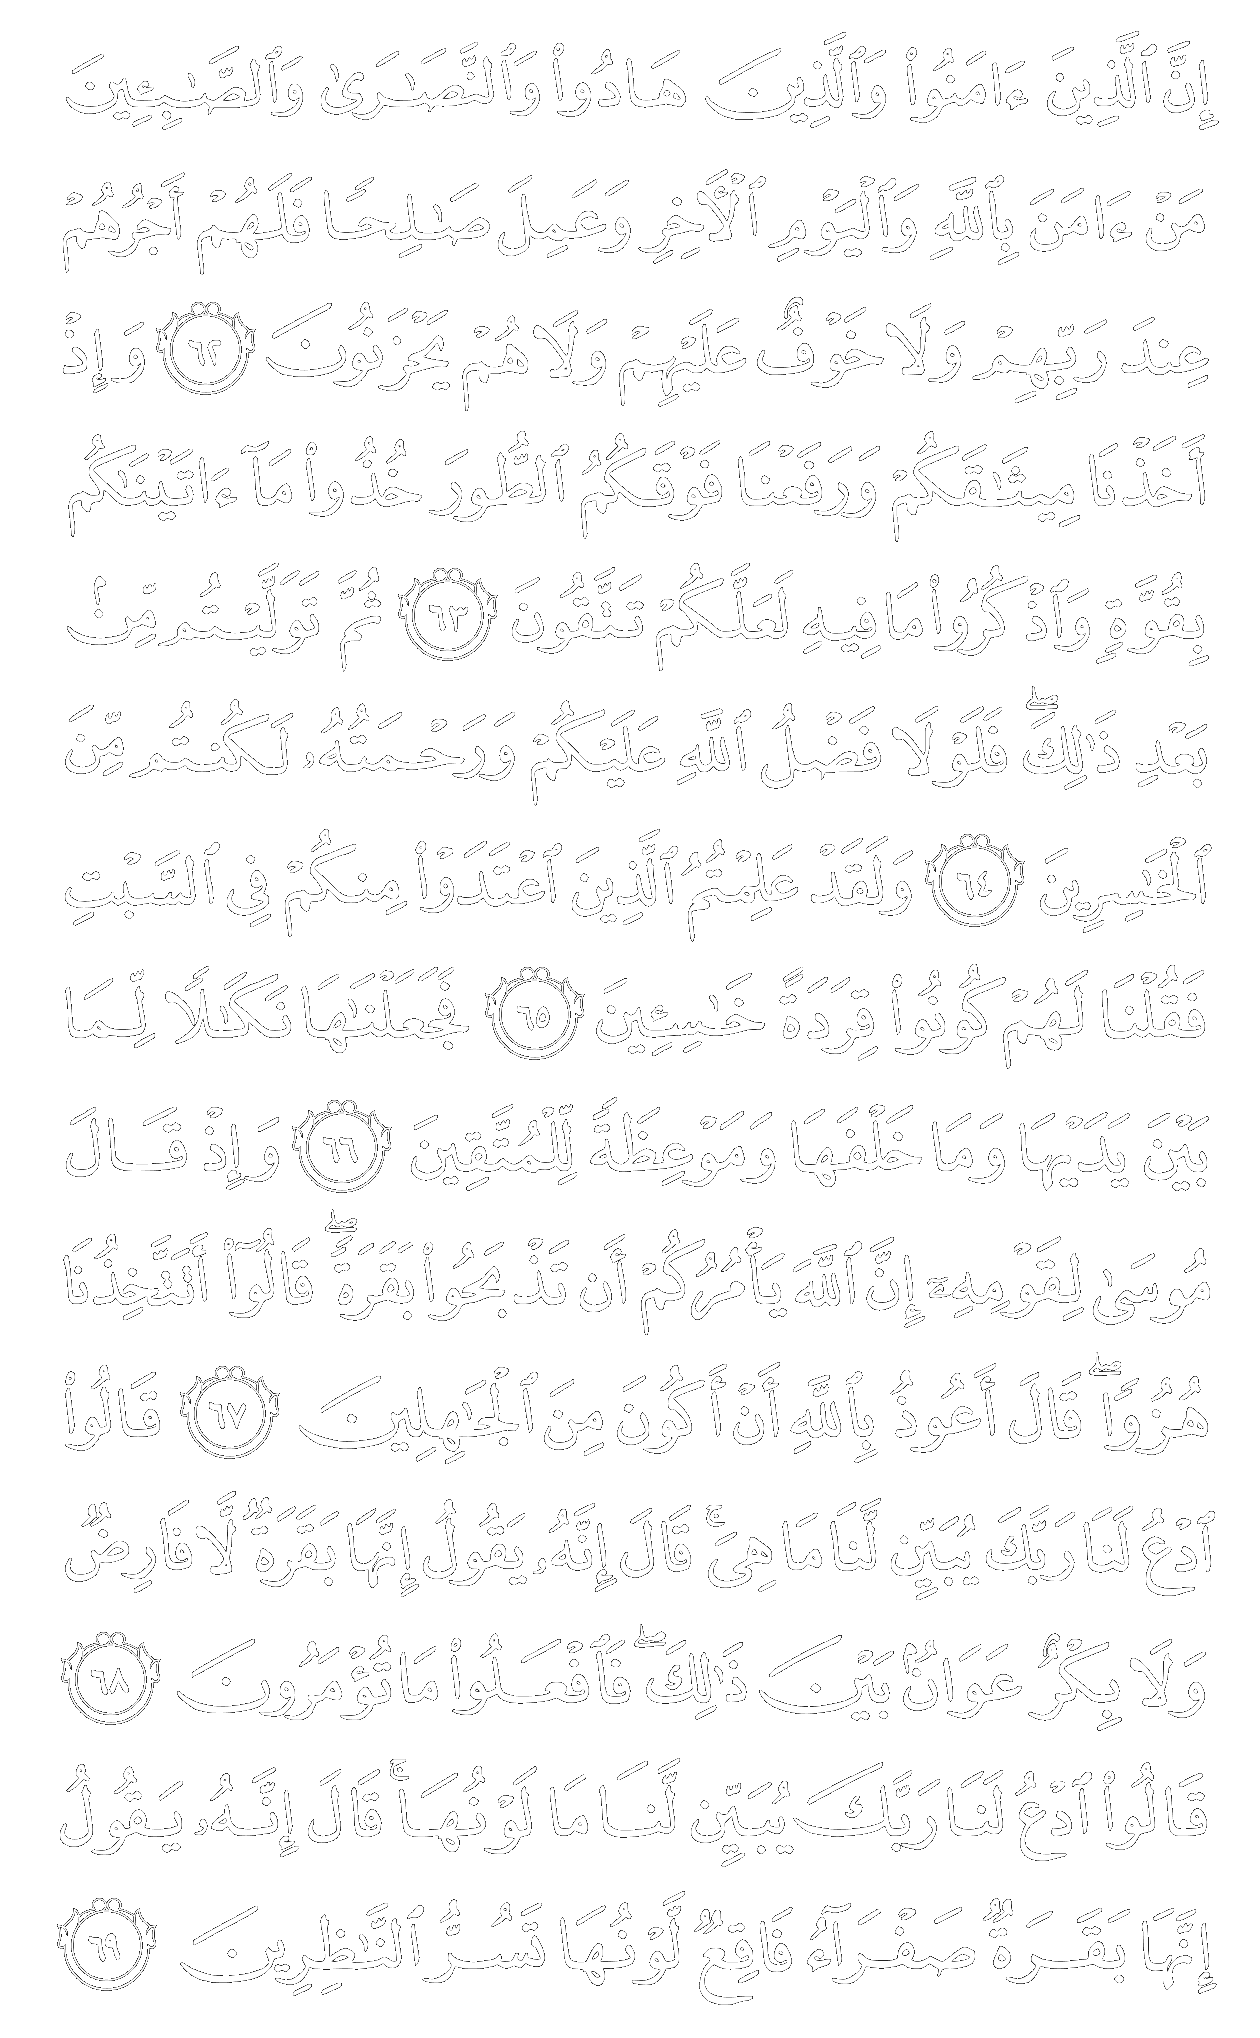 إِنَّ ٱلَّذِينَ ءَامَنُوا۟ وَٱلَّذِينَ هَادُوا۟ وَٱلنَّصَـٰرَىٰ وَٱلصَّـٰبِـِٔينَ
مَنْ ءَامَنَ بِٱللَّهِ وَٱلْيَوْمِ ٱلْـَٔاخِرِ وَعَمِلَ صَـٰلِحًا فَلَهُمْ أَجْرُهُمْ
عِندَ رَبِّهِمْ وَلَا خَوْفٌ عَلَيْهِمْ وَلَا هُمْ يَحْزَنُونَ ٦٢ وَإِذْ
أَخَذْنَا مِيثَـٰقَكُمْ وَرَفَعْنَا فَوْقَكُمُ ٱلطُّورَ خُذُوا۟ مَآ ءَاتَيْنَـٰكُم
بِقُوَّةٍ وَٱذْكُرُوا۟ مَا فِيهِ لَعَلَّكُمْ تَتَّقُونَ ٦٣ ثُمَّ تَوَلَّيْتُم مِّنۢ
بَعْدِ ذَٰلِكَ ۖ فَلَوْلَا فَضْلُ ٱللَّهِ عَلَيْكُمْ وَرَحْمَتُهُۥ لَكُنتُم مِّنَ
ٱلْخَـٰسِرِينَ ٦٤ وَلَقَدْ عَلِمْتُمُ ٱلَّذِينَ ٱعْتَدَوْا۟ مِنكُمْ فِى ٱلسَّبْتِ
فَقُلْنَا لَهُمْ كُونُوا۟ قِرَدَةً خَـٰسِـِٔينَ ٦٥ فَجَعَلْنَـٰهَا نَكَـٰلًا لِّمَا
بَيْنَ يَدَيْهَا وَمَا خَلْفَهَا وَمَوْعِظَةً لِّلْمُتَّقِينَ ٦٦ وَإِذْ قَالَ
مُوسَىٰ لِقَوْمِهِۦٓ إِنَّ ٱللَّهَ يَأْمُرُكُمْ أَن تَذْبَحُوا۟ بَقَرَةً ۖ قَالُوٓا۟ أَتَتَّخِذُنَا
هُزُوًا ۖ قَالَ أَعُوذُ بِٱللَّهِ أَنْ أَكُونَ مِنَ ٱلْجَـٰهِلِينَ ٦٧ قَالُوا۟
ٱدْعُ لَنَا رَبَّكَ يُبَيِّن لَّنَا مَا هِىَ ۚ قَالَ إِنَّهُۥ يَقُولُ إِنَّهَا بَقَرَةٌ لَّا فَارِضٌ
وَلَا بِكْرٌ عَوَانٌۢ بَيْنَ ذَٰلِكَ ۖ فَٱفْعَلُوا۟ مَا تُؤْمَرُونَ ٦٨
قَالُوا۟ ٱدْعُ لَنَا رَبَّكَ يُبَيِّن لَّنَا مَا لَوْنُهَا ۚ قَالَ إِنَّهُۥ يَقُولُ
إِنَّهَا بَقَرَةٌ صَفْرَآءُ فَاقِعٌ لَّوْنُهَا تَسُرُّ ٱلنَّـٰظِرِينَ ٦٩